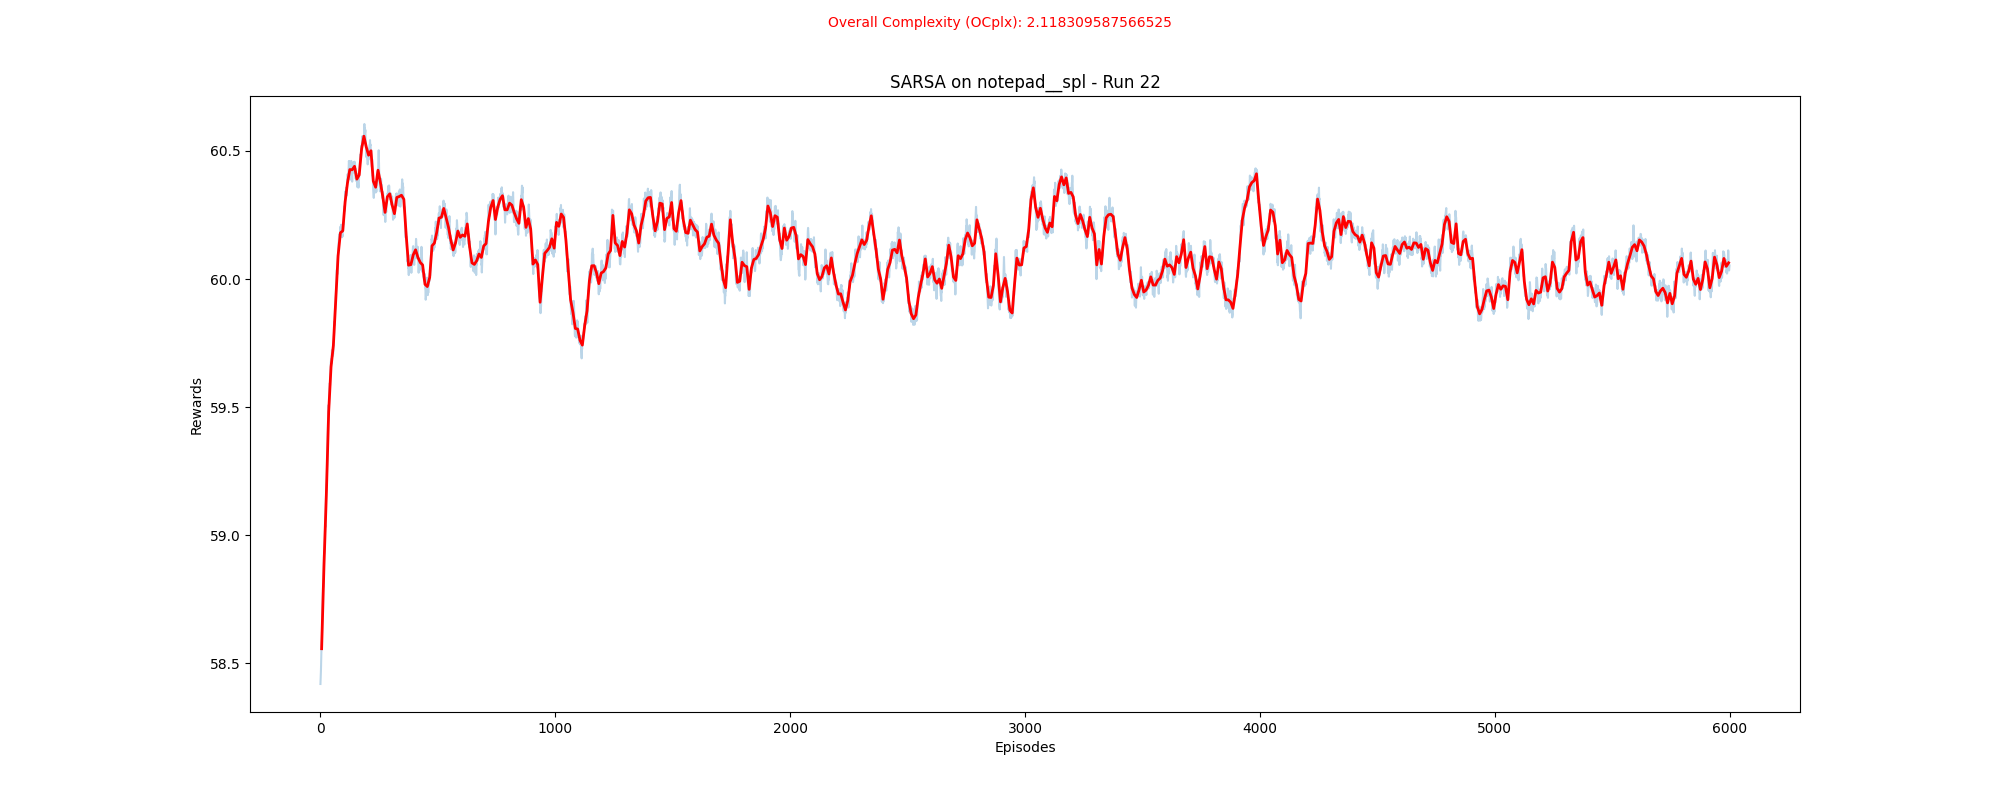 Overall Complexity (OCplx): 2.118309587566525
SARSA on notepad__spl - Run 22
60.5
60.0
59.5
59.0
58.5
Rewards
0 1000 2000 3000 4000 5000 6000
Episodes